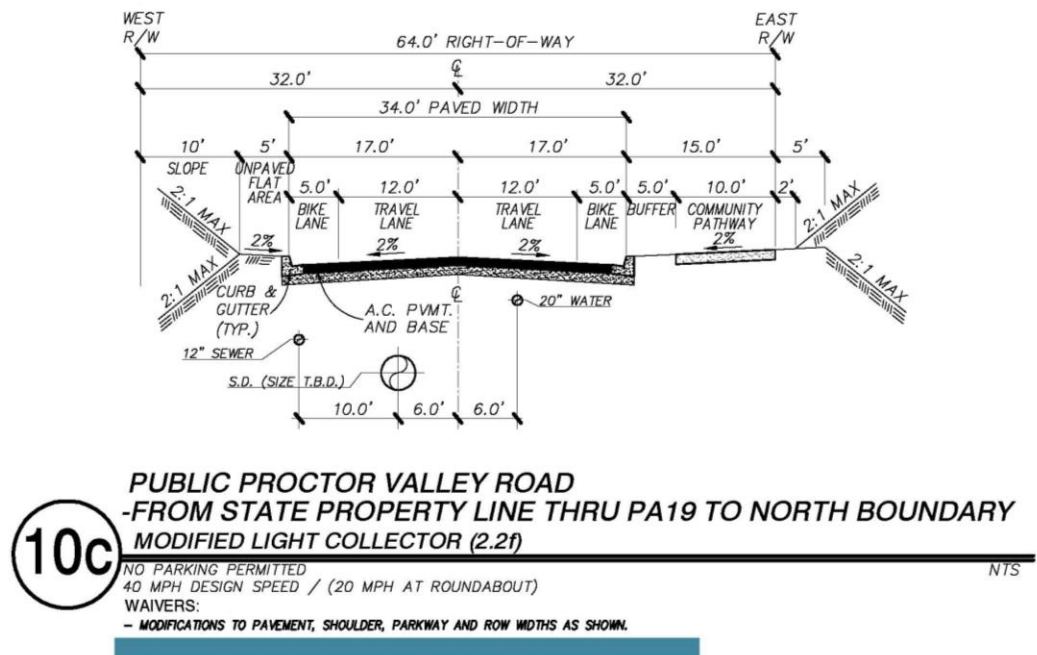 WEST
R/W
EAST
R/W
64.0' RIGHT-OF-WAY
℄
32.0'
32.0'
34.0' PAVED WIDTH
10'
5'
17.0'
17.0'
15.0'
5'
SLOPE
UNPAVED
FLAT
AREA
5.0'
12.0'
12.0'
5.0'
5.0'
10.0'
2'
BIKE
LANE
TRAVEL
LANE
TRAVEL
LANE
BIKE
LANE
BUFFER
COMMUNITY
PATHWAY
2:1 MAX
2%
2%
2%
2%
2:1 MAX
2:1 MAX
2:1 MAX
CURB &
GUTTER
(TYP.)
A.C. PVMT.
AND BASE
℄
20" WATER
12" SEWER
S.D. (SIZE T.B.D.)
10.0'
6.0'
6.0'
10c
PUBLIC PROCTOR VALLEY ROAD
-FROM STATE PROPERTY LINE THRU PA19 TO NORTH BOUNDARY
MODIFIED LIGHT COLLECTOR (2.2f)
NO PARKING PERMITTED
NTS
40 MPH DESIGN SPEED / (20 MPH AT ROUNDABOUT)
WAIVERS:
- MODIFICATIONS TO PAVEMENT, SHOULDER, PARKWAY AND ROW WIDTHS AS SHOWN.